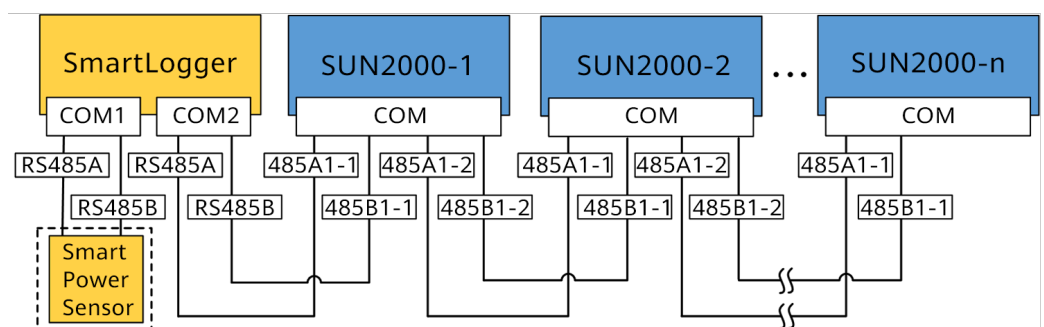 SmartLogger
SUN2000-1
SUN2000-2
...
SUN2000-n
COM1
COM2
COM
COM
COM
RS485A
RS485A
485A1-1
485A1-2
485A1-1
485A1-2
485A1-1
RS485B
RS485B
485B1-1
485B1-2
485B1-1
485B1-2
485B1-1
Smart
Power
Sensor